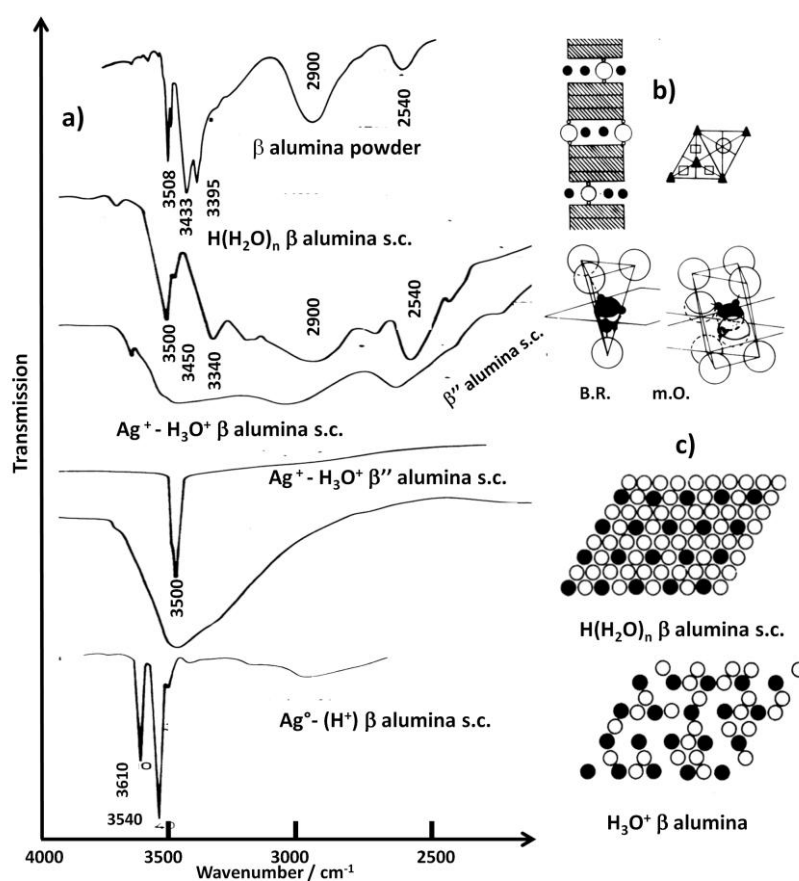 a)
2900
2540
β alumina powder
3508
3433
3395
H(H₂O)ₙ β alumina s.c.
3500
3450
3340
2900
2540
β’’ alumina s.c.
Ag⁺ - H₃O⁺ β alumina s.c.
Ag⁺ - H₃O⁺ β’’ alumina s.c.
3500
Ag° - (H⁺) β alumina s.c.
3610
3540
Transmission
4000
3500
3000
2500
Wavenumber / cm⁻¹
b)
B.R.
m.O.
c)
H(H₂O)ₙ β alumina s.c.
H₃O⁺ β alumina